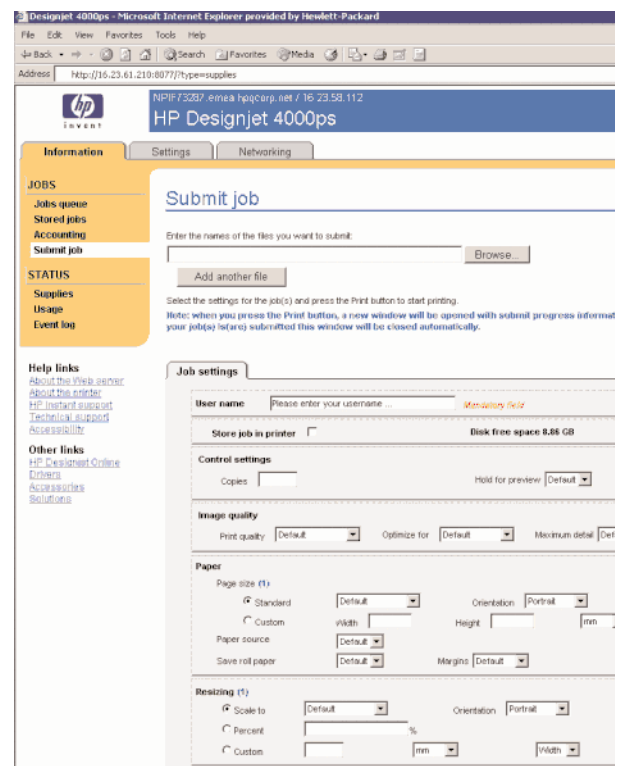 Designjet 4000ps - Microsoft Internet Explorer provided by Hewlett-Packard
File Edit View Favorites Tools Help
Back Search Favorites Media
Address http://16.23.61.210:8077/?type=supplies
hp
invent
NPIF73287.emea.hpqcorp.net / 16.23.58.112
HP Designjet 4000ps
Information Settings Networking
JOBS
Jobs queue
Stored jobs
Accounting
Submit job
STATUS
Supplies
Usage
Event log
Help links
About the Web server
About the printer
HP Instant support
Technical support
Accessibility
Other links
HP Designjet Online
Drivers
Accessories
Solutions
Submit job
Enter the names of the files you want to submit:
Browse...
Add another file
Select the settings for the job(s) and press the Print button to start printing.
Note: when you press the Print button, a new window will be opened with submit progress informat
your job(s) is(are) submitted this window will be closed automatically.
Job settings
User name Please enter your username ... Mandatory field
Store job in printer Disk free space 8.86 GB
Control settings
Copies Hold for preview Default
Image quality
Print quality Default Optimize for Default Maximum detail Def
Paper
Page size (1)
Standard Default Orientation Portrait
Custom Width Height mm
Paper source Default
Save roll paper Default Margins Default
Resizing (1)
Scale to Default Orientation Portrait
Percent %
Custom mm Width